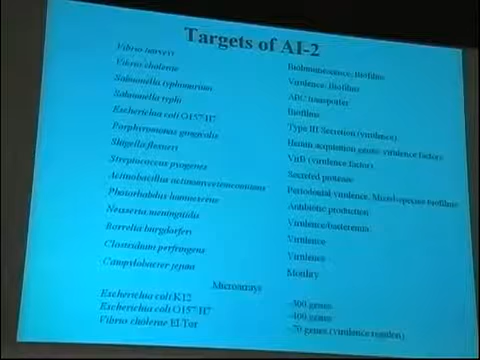 Targets of AI-2
Vibrio harveyi Bioluminescence, Biofilms
Vibrio cholerae Virulence, Biofilms
Salmonella typhimurium ABC transporter
Salmonella typhi Biofilms
Escherichia coli O157:H7 Type III Secretion (virulence)
Porphyromonas gingivalis Hemin acquisition genes/virulence factors
Shigella flexneri VirB (virulence factor)
Streptococcus pyogenes Secreted protease
Actinobacillus actinomycetemcomitans Periodontal virulence, Mixed-species Biofilms
Photorhabdus luminescens Antibiotic production
Neisseria meningitidis Virulence/bacteremia
Borrelia burgdorferi Virulence
Clostridium perfringens Virulence
Campylobacter jejuni Motility
Microarrays
Escherichia coli K12 ~300 genes
Escherichia coli O157:H7 ~400 genes
Vibrio cholerae El-Tor ~70 genes (virulence regulon)